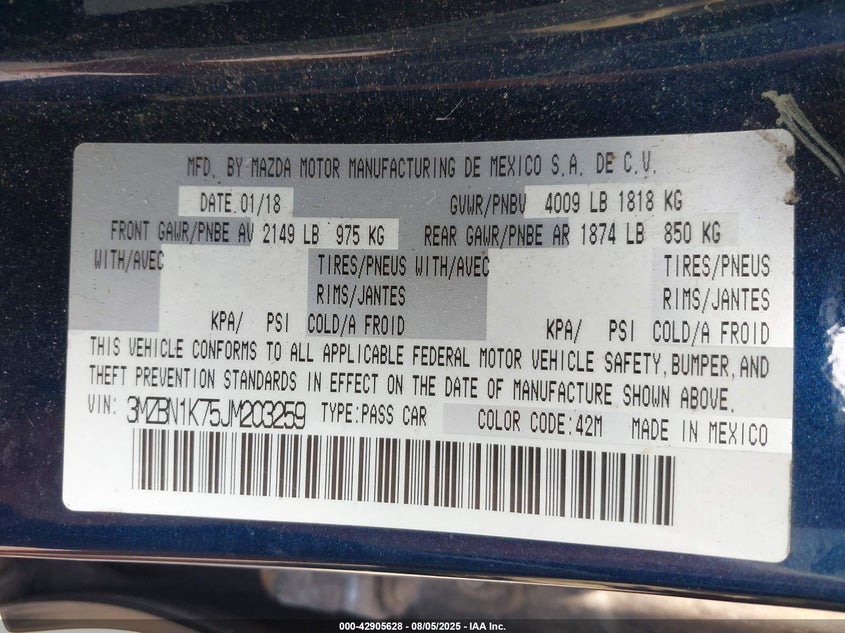 MFD. BY MAZDA MOTOR MANUFACTURING DE MEXICO S.A. DE C.V.
DATE.01/18 GVWR/PNBV 4009 LB 1818 KG
FRONT GAWR/PNBE AV 2149 LB 975 KG REAR GAWR/PNBE AR 1874 LB 850 KG
WITH/AVEC TIRES/PNEUS WITH/AVEC TIRES/PNEUS
RIMS/JANTES RIMS/JANTES
KPA/ PSI COLD/A FROID KPA/ PSI COLD/A FROID
THIS VEHICLE CONFORMS TO ALL APPLICABLE FEDERAL MOTOR VEHICLE SAFETY, BUMPER, AND
THEFT PREVENTION STANDARDS IN EFFECT ON THE DATE OF MANUFACTURE SHOWN ABOVE.
VIN: 3MZBN1K75JM203259 TYPE:PASS CAR COLOR CODE:42M MADE IN MEXICO
000-42905628 - 08/05/2025 - IAA Inc.